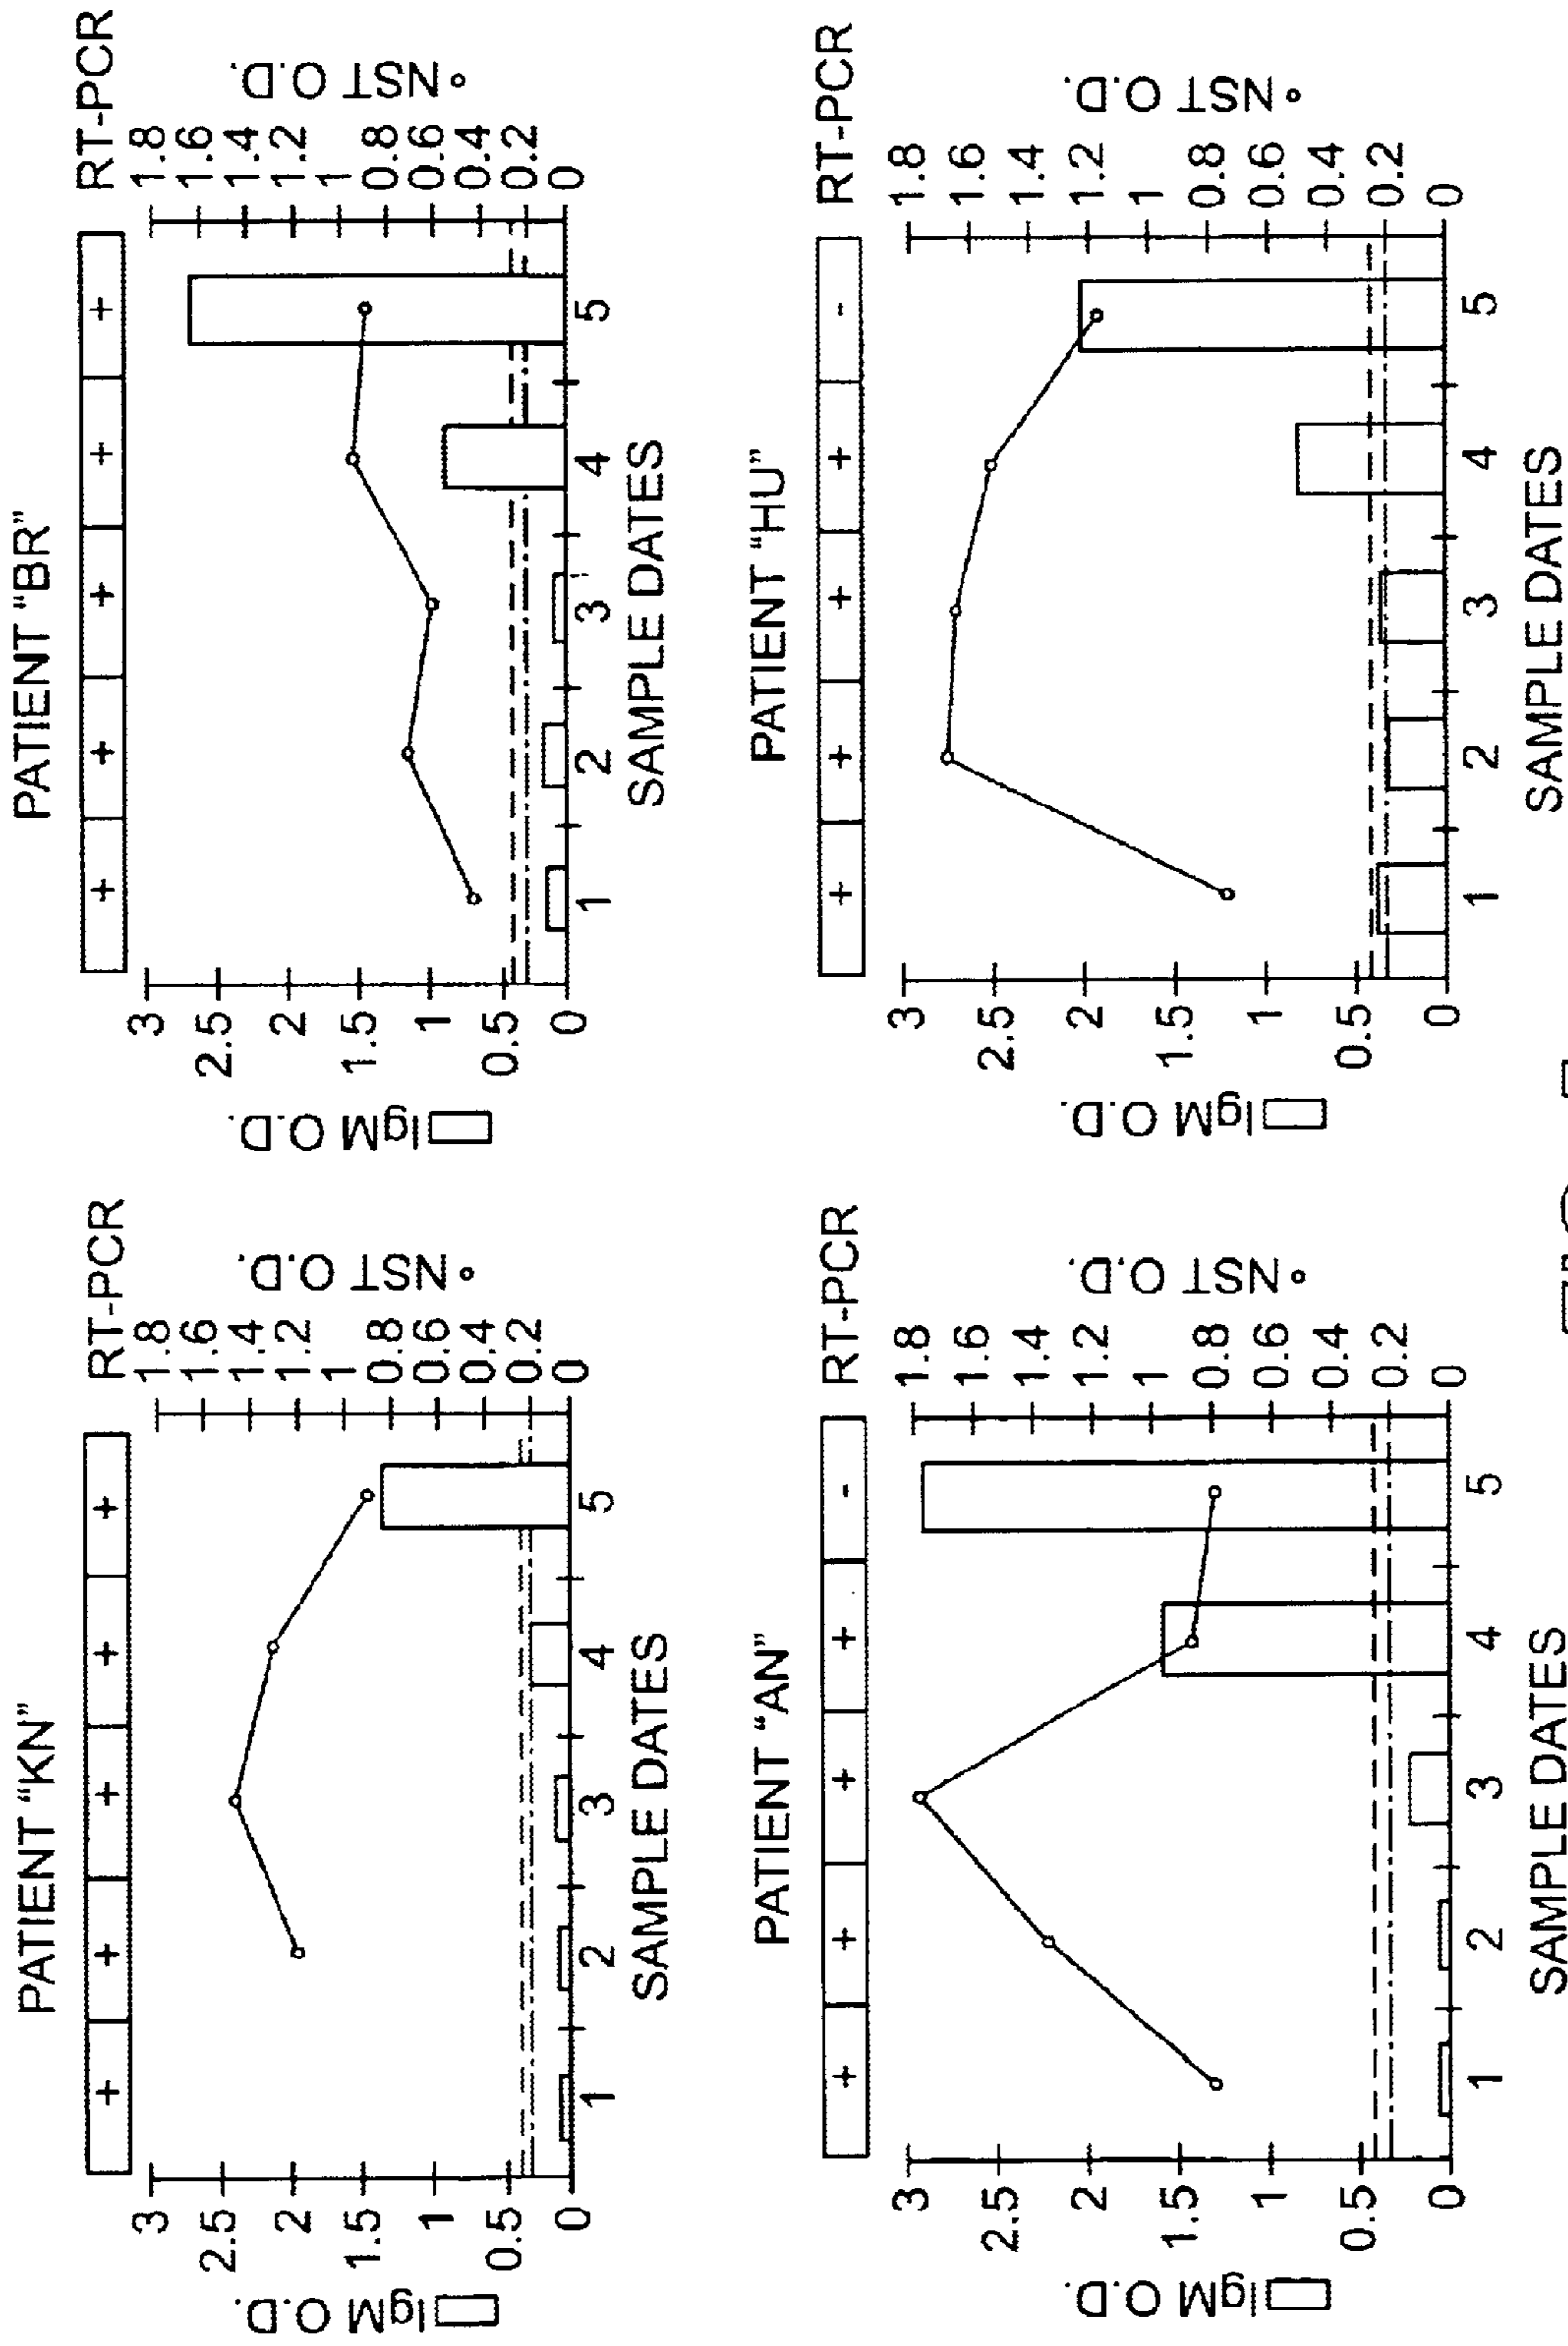 PATIENT “KN”
+ + + + + RT-PCR
3
2.5
2
1.5
1
0.5
0
IgM O.D.
1.8
1.6
1.4
1.2
1
0.8
0.6
0.4
0.2
0
NST O.D.
1 2 3 4 5
SAMPLE DATES
PATIENT “BR”
+ + + + + RT-PCR
3
2.5
2
1.5
1
0.5
0
IgM O.D.
1.8
1.6
1.4
1.2
1
0.8
0.6
0.4
0.2
0
NST O.D.
1 2 3 4 5
SAMPLE DATES
PATIENT “AN”
+ + + + - RT-PCR
3
2.5
2
1.5
1
0.5
0
IgM O.D.
1.8
1.6
1.4
1.2
1
0.8
0.6
0.4
0.2
0
NST O.D.
1 2 3 4 5
SAMPLE DATES
PATIENT “HU”
+ + + + - RT-PCR
3
2.5
2
1.5
1
0.5
0
IgM O.D.
1.8
1.6
1.4
1.2
1
0.8
0.6
0.4
0.2
0
NST O.D.
1 2 3 4 5
SAMPLE DATES